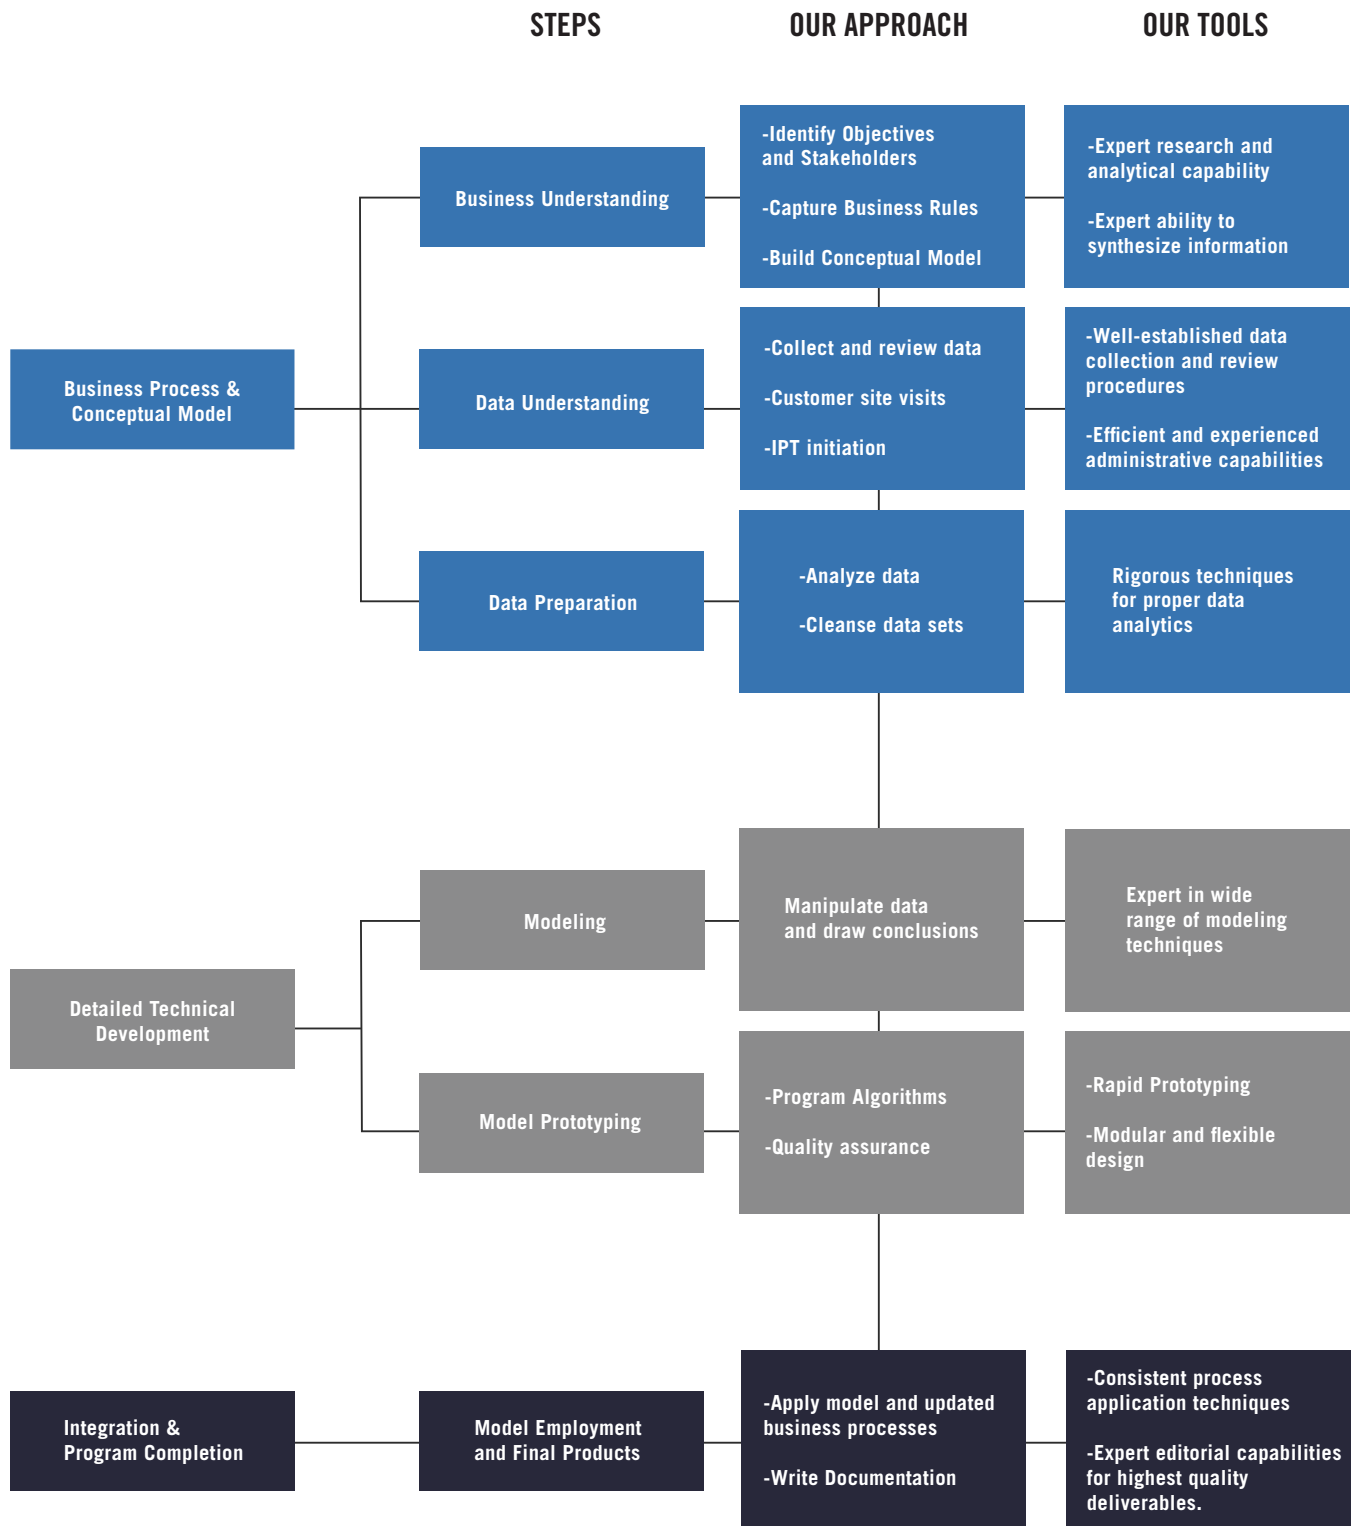 STEPS
OUR APPROACH
OUR TOOLS
Business Process &
Conceptual Model
Business Understanding
-Identify Objectives
and Stakeholders
-Capture Business Rules
-Build Conceptual Model
-Expert research and
analytical capability
-Expert ability to
synthesize information
Data Understanding
-Collect and review data
-Customer site visits
-IPT initiation
-Well-established data
collection and review
procedures
-Efficient and experienced
administrative capabilities
Data Preparation
-Analyze data
-Cleanse data sets
Rigorous techniques
for proper data
analytics
Detailed Technical
Development
Modeling
Manipulate data
and draw conclusions
Expert in wide
range of modeling
techniques
Model Prototyping
-Program Algorithms
-Quality assurance
-Rapid Prototyping
-Modular and flexible
design
Integration &
Program Completion
Model Employment
and Final Products
-Apply model and updated
business processes
-Write Documentation
-Consistent process
application techniques
-Expert editorial capabilities
for highest quality
deliverables.